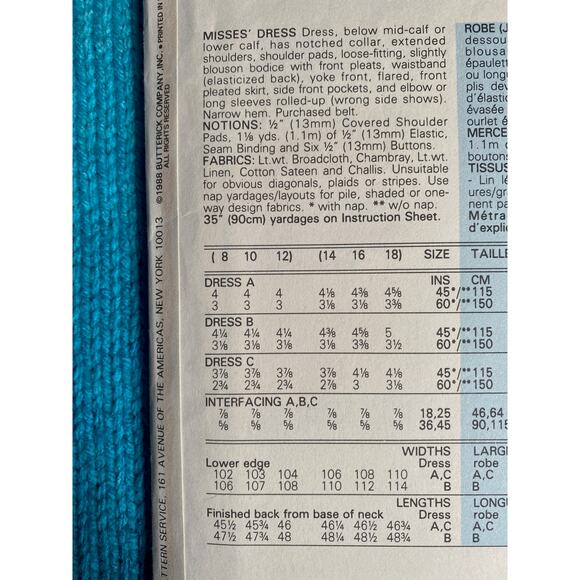 ©1988 BUTTERICK COMPANY, INC. • PRINTED IN
ALL RIGHTS RESERVED
TTERN SERVICE, 161 AVENUE OF THE AMERICAS, NEW YORK 10013
MISSES' DRESS Dress, below mid-calf or
lower calf, has notched collar, extended
shoulders, shoulder pads, loose-fitting, slightly
blouson bodice with front pleats, waistband
(elasticized back), yoke front, flared, front
pleated skirt, side front pockets, and elbow or
long sleeves rolled-up (wrong side shows).
Narrow hem. Purchased belt.
NOTIONS: ½" (13mm) Covered Shoulder
Pads, 1⅛ yds. (1.1m) of ½" (13mm) Elastic,
Seam Binding and Six ½" (13mm) Buttons.
FABRICS: Lt.wt. Broadcloth, Chambray, Lt.wt.
Linen, Cotton Sateen and Challis. Unsuitable
for obvious diagonals, plaids or stripes. Use
nap yardages/layouts for pile, shaded or one-
way design fabrics. * with nap. ** w/o nap.
35" (90cm) yardages on Instruction Sheet.
ROBE (J
dessou
blousa
épaulett
ou longu
plis dev
d'élastic
évasée
ourlet é
MERCE
1.1m d
boutons
TISSUS
- Lin lé
ures/gr
nent pa
Métra
d'explic
( 8 10 12) (14 16 18) SIZE TAILLE
DRESS A INS CM
4 4 4 4⅛ 4⅜ 4⅝ 45*/**115
3 3 3 3⅛ 3⅛ 3⅜ 60*/**150
DRESS B
4¼ 4¼ 4¼ 4⅜ 4⅝ 5 45*/**115
3⅛ 3⅛ 3⅛ 3⅛ 3⅜ 3½ 60*/**150
DRESS C
3⅞ 3⅞ 3⅞ 3⅞ 4⅛ 4⅛ 45*/**115
2¾ 2¾ 2¾ 2⅞ 3 3⅛ 60*/**150
INTERFACING A,B,C
⅞ ⅞ ⅞ ⅞ ⅞ ⅞ 18,25 46,64
⅝ ⅝ ⅝ ⅝ ⅝ ⅝ 36,45 90,115
WIDTHS LARG
Lower edge Dress robe
102 103 104 106 108 110 A,C A,C
106 107 108 110 112 114 B B
LENGTHS LONGU
Finished back from base of neck Dress robe
45½ 45¾ 46 46¼ 46½ 46¾ A,C A,C
47½ 47¾ 48 48¼ 48½ 48¾ B B